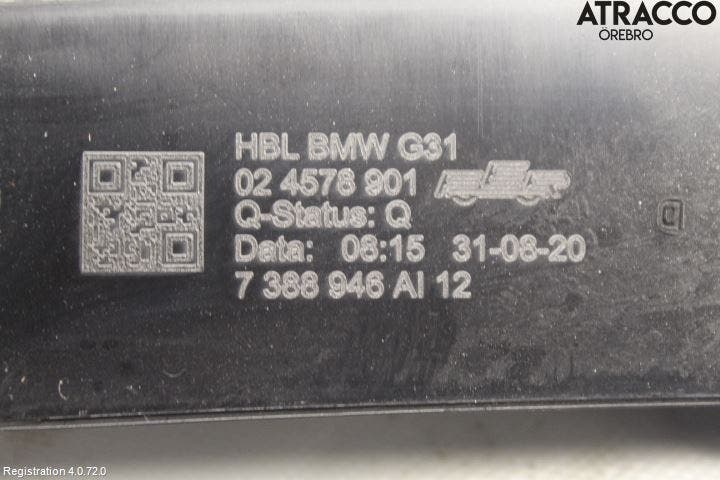 ATRACCO
ÖREBRO
HBL BMW G31
02 4578 901
Q-Status: Q
Data: 08:15 31-08-20
7 388 946 AI 12
Registration 4.0.72.0